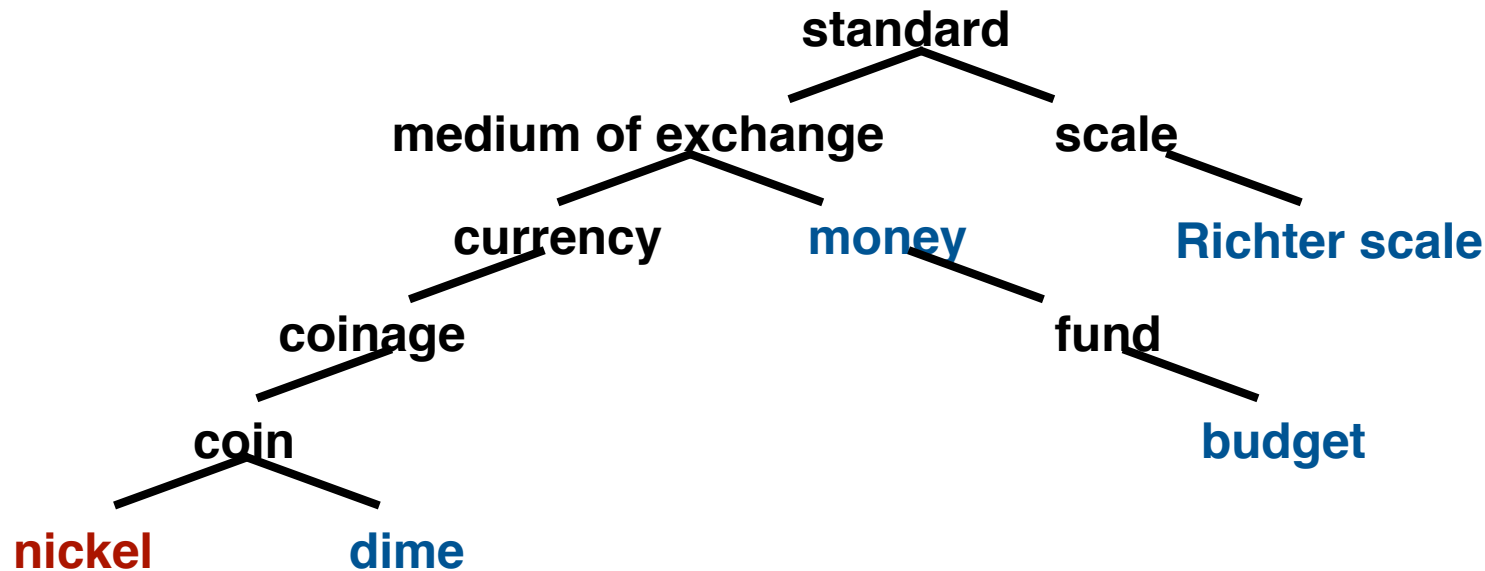 standard
medium of exchange scale
currency money Richter scale
coinage fund
coin budget
nickel dime